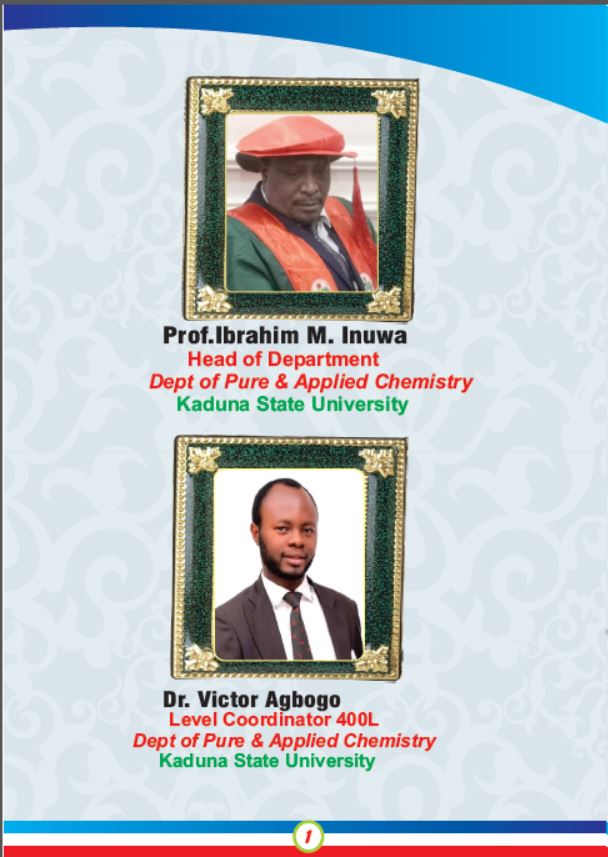 Prof.Ibrahim M. Inuwa
Head of Department
Dept of Pure & Applied Chemistry
Kaduna State University
Dr. Victor Agbogo
Level Coordinator 400L
Dept of Pure & Applied Chemistry
Kaduna State University
1